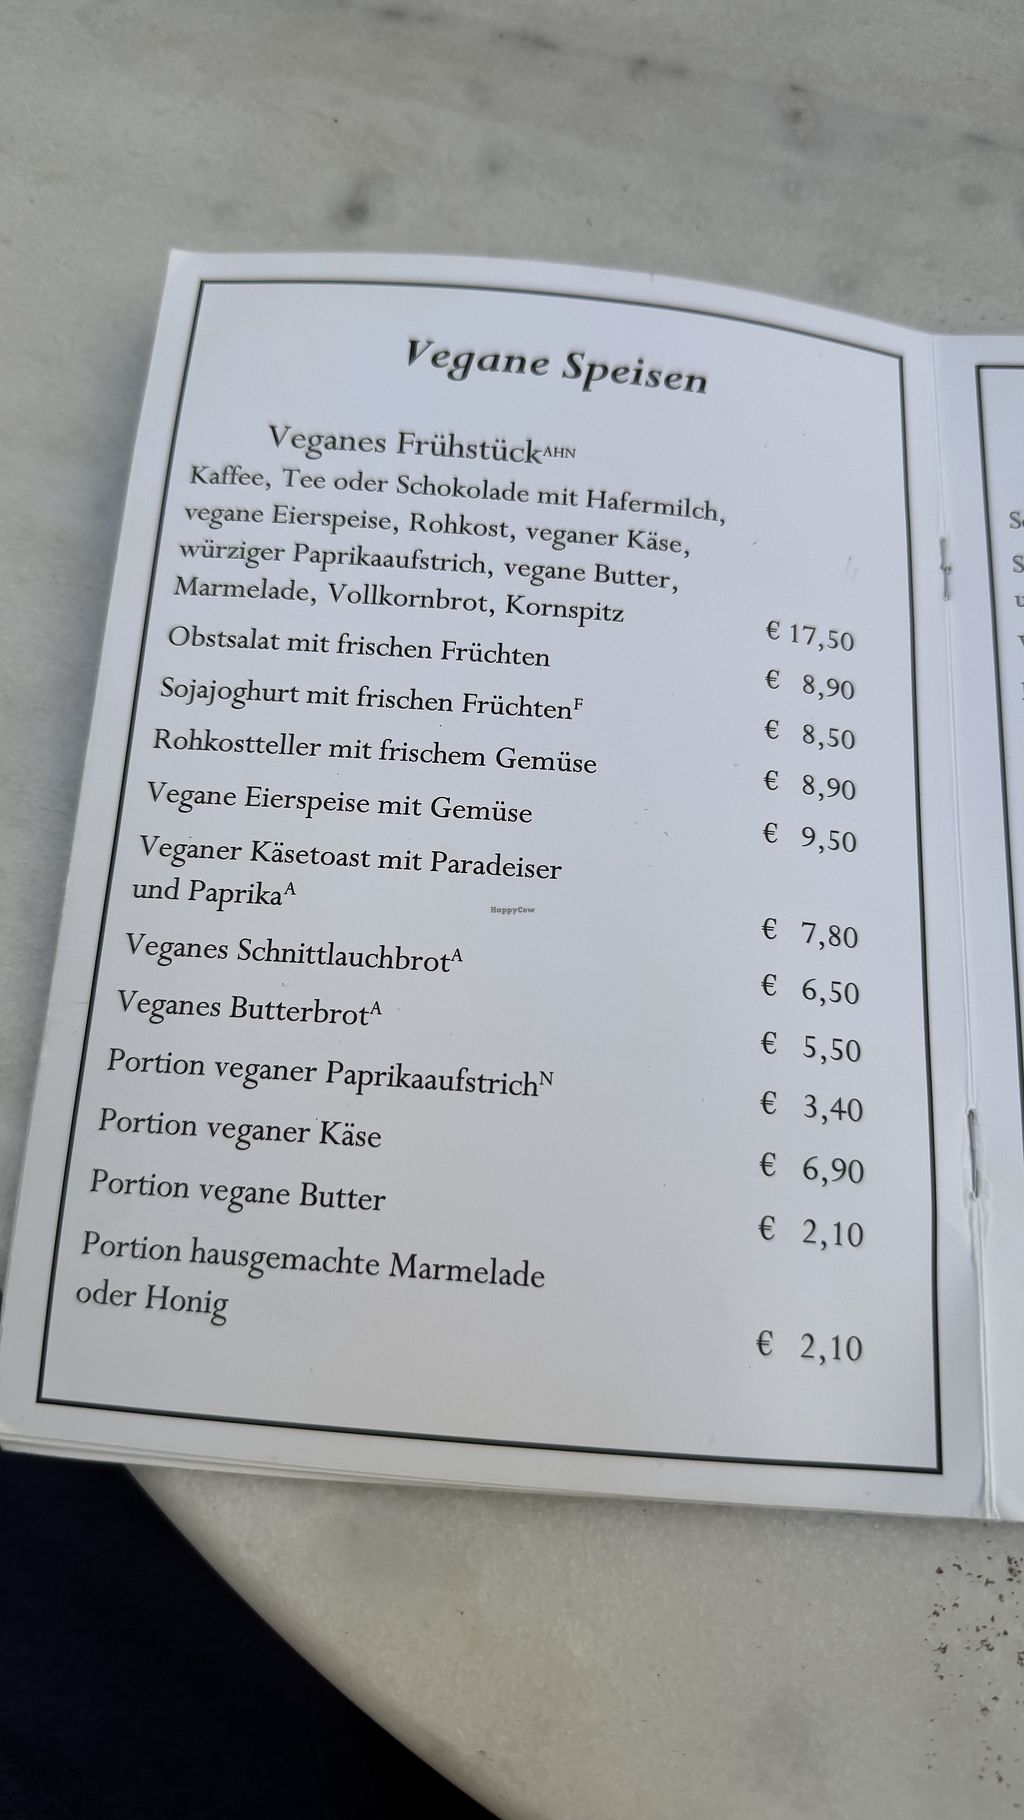 Vegane Speisen
Veganes Frühstückᴬᴴᴺ
Kaffee, Tee oder Schokolade mit Hafermilch,
vegane Eierspeise, Rohkost, veganer Käse,
würziger Paprikaaufstrich, vegane Butter,
Marmelade, Vollkornbrot, Kornspitz € 17,50
Obstsalat mit frischen Früchten € 8,90
Sojajoghurt mit frischen Früchtenᶠ € 8,50
Rohkostteller mit frischem Gemüse € 8,90
Vegane Eierspeise mit Gemüse € 9,50
Veganer Käsetoast mit Paradeiser
und Paprikaᴬ € 7,80
Veganes Schnittlauchbrotᴬ € 6,50
Veganes Butterbrotᴬ € 5,50
Portion veganer Paprikaaufstrichᴺ € 3,40
Portion veganer Käse € 6,90
Portion vegane Butter € 2,10
Portion hausgemachte Marmelade
oder Honig € 2,10
HappyCow